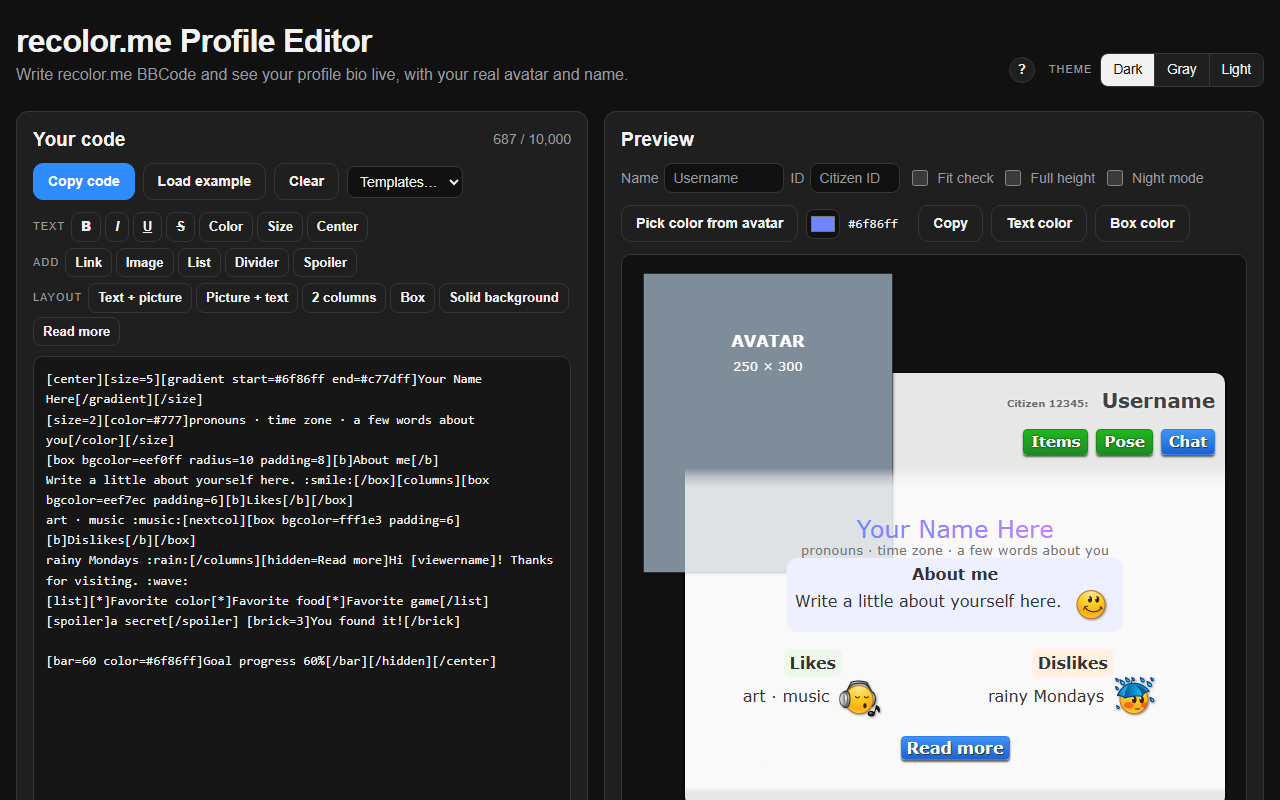 recolor.me Profile Editor
Write recolor.me BBCode and see your profile bio live, with your real avatar and name.
? THEME Dark Gray Light
Your code 687 / 10,000
Copy code Load example Clear Templates...
TEXT B I U S Color Size Center
ADD Link Image List Divider Spoiler
LAYOUT Text + picture Picture + text 2 columns Box Solid background
Read more
[center][size=5][gradient start=#6f86ff end=#c77dff]Your Name
Here[/gradient][/size]
[size=2][color=#777]pronouns · time zone · a few words about
you[/color][/size]
[box bgcolor=eef0ff radius=10 padding=8][b]About me[/b]
Write a little about yourself here. :smile:[/box][columns][box
bgcolor=eef7ec padding=6][b]Likes[/b][/box]
art · music :music:[nextcol][box bgcolor=fff1e3 padding=6]
[b]Dislikes[/b][/box]
rainy Mondays :rain:[/columns][hidden=Read more]Hi [viewername]! Thanks
for visiting. :wave:
[list][*]Favorite color[*]Favorite food[*]Favorite game[/list]
[spoiler]a secret[/spoiler] [brick=3]You found it![/brick]
[bar=60 color=#6f86ff]Goal progress 60%[/bar][/hidden][/center]
Preview
Name Username ID Citizen ID Fit check Full height Night mode
Pick color from avatar #6f86ff Copy Text color Box color
AVATAR
250 × 300
Citizen 12345: Username
Items Pose Chat
Your Name Here
pronouns · time zone · a few words about you
About me
Write a little about yourself here.
Likes Dislikes
art · music rainy Mondays
Read more